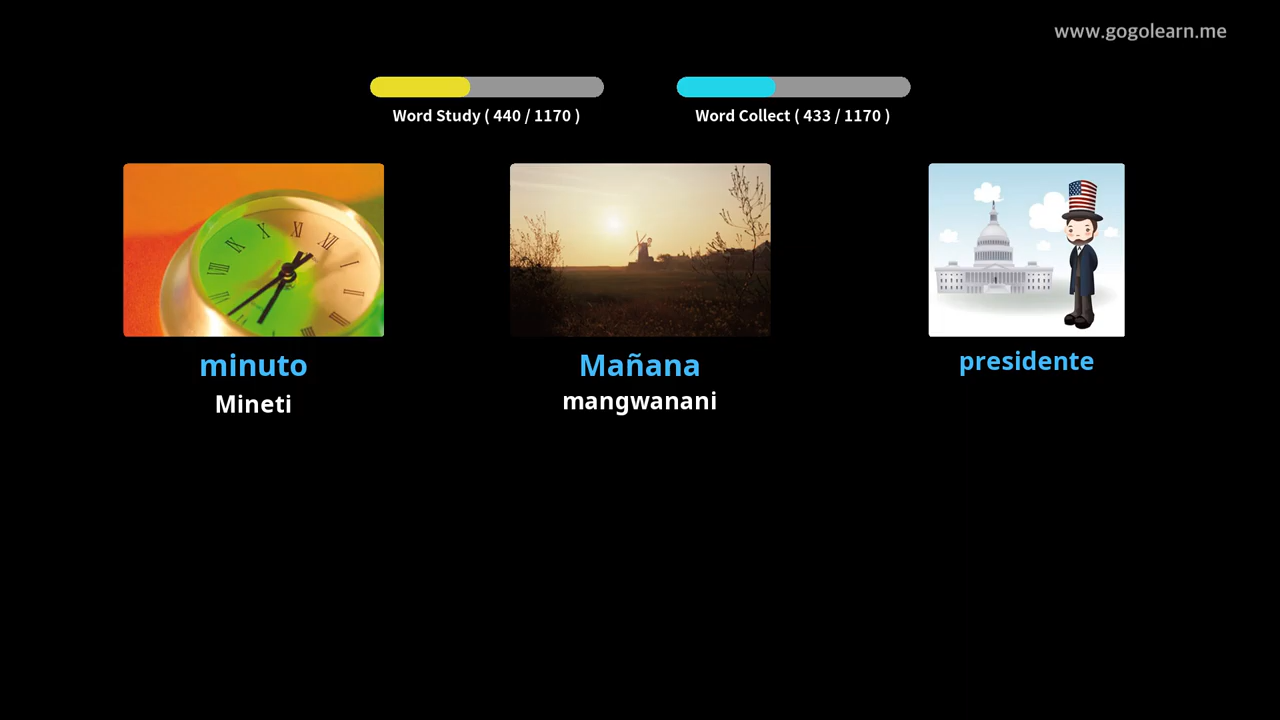 www.gogolearn.me
Word Study ( 440 / 1170 )
Word Collect ( 433 / 1170 )
minuto
Mineti
Mañana
mangwanani
presidente